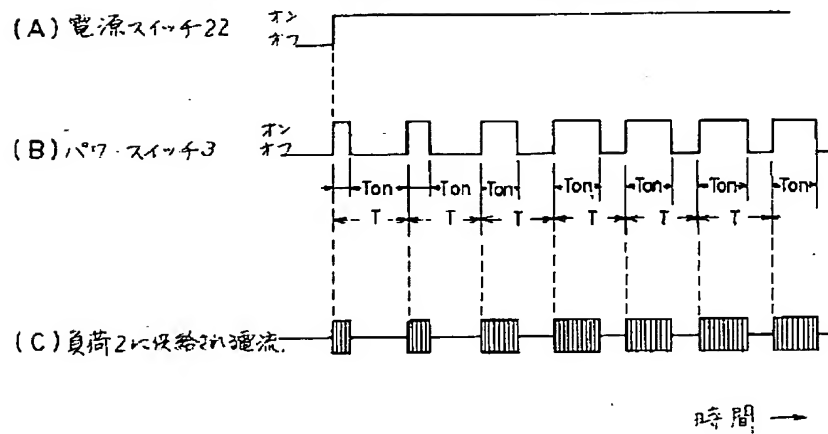 (A) 電源スイッチ22
オン
オフ
(B) パワ・スイッチ3
オン
オフ
Ton Ton Ton Ton Ton Ton Ton
T T T T T T
(C) 負荷2に供給される電流
時間 →